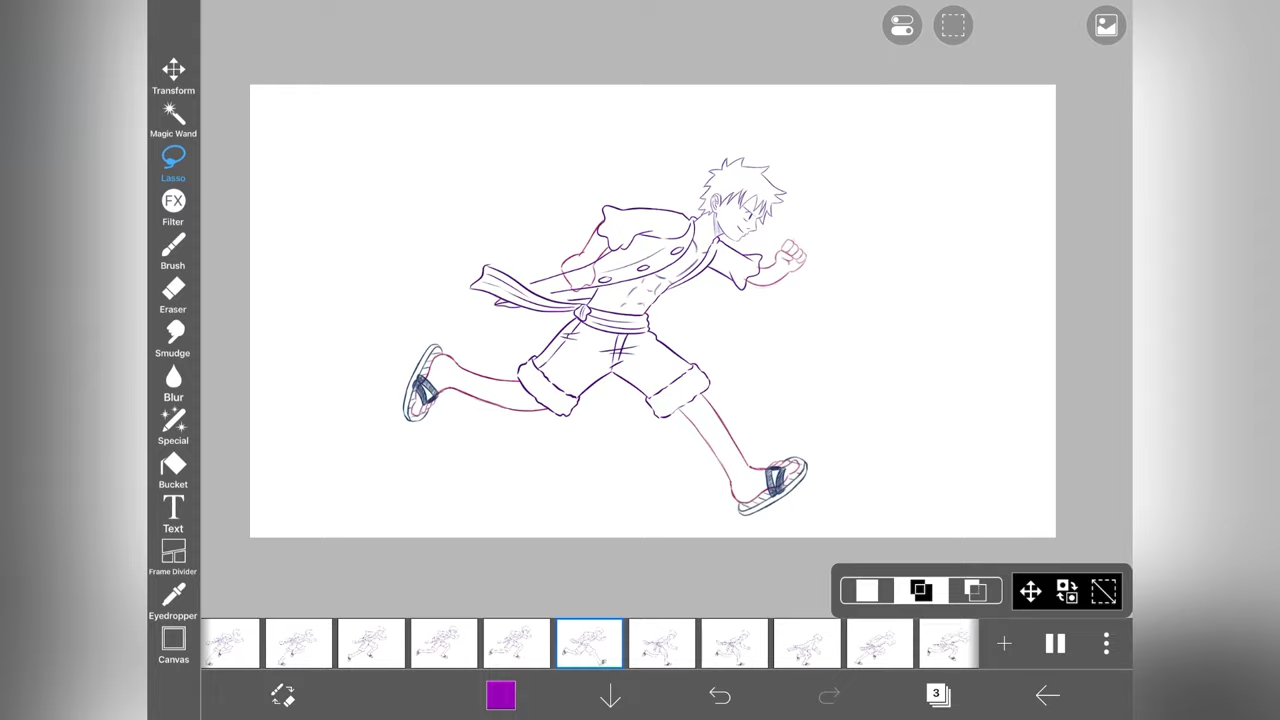 Transform
Magic Wand
Lasso
FX
Filter
Brush
Eraser
Smudge
Blur
Special
Bucket
T
Text
Frame Divider
Eyedropper
Canvas
3